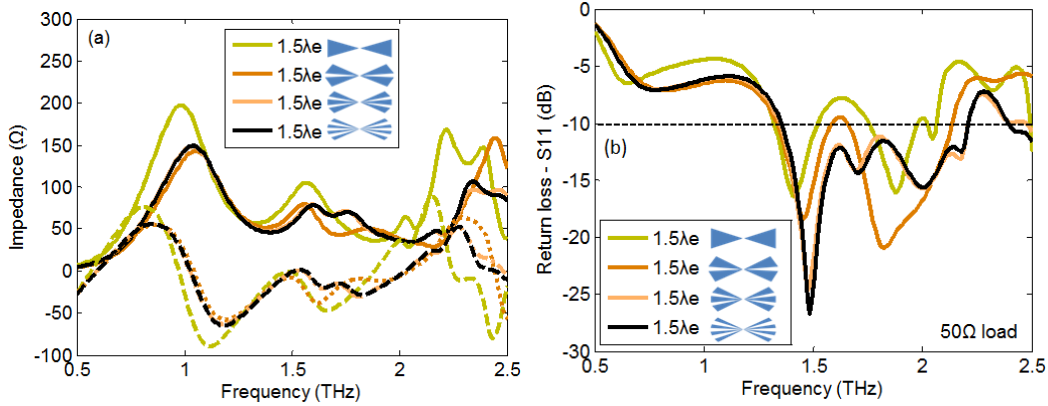 300
250
200
150
100
50
0
-50
-100
Impedance (Ω)
(a)
1.5λe
1.5λe
1.5λe
1.5λe
0.5
1
1.5
2
2.5
Frequency (THz)
0
-5
-10
-15
-20
-25
-30
Return loss - S11 (dB)
(b)
1.5λe
1.5λe
1.5λe
1.5λe
50Ω load
0.5
1
1.5
2
2.5
Frequency (THz)